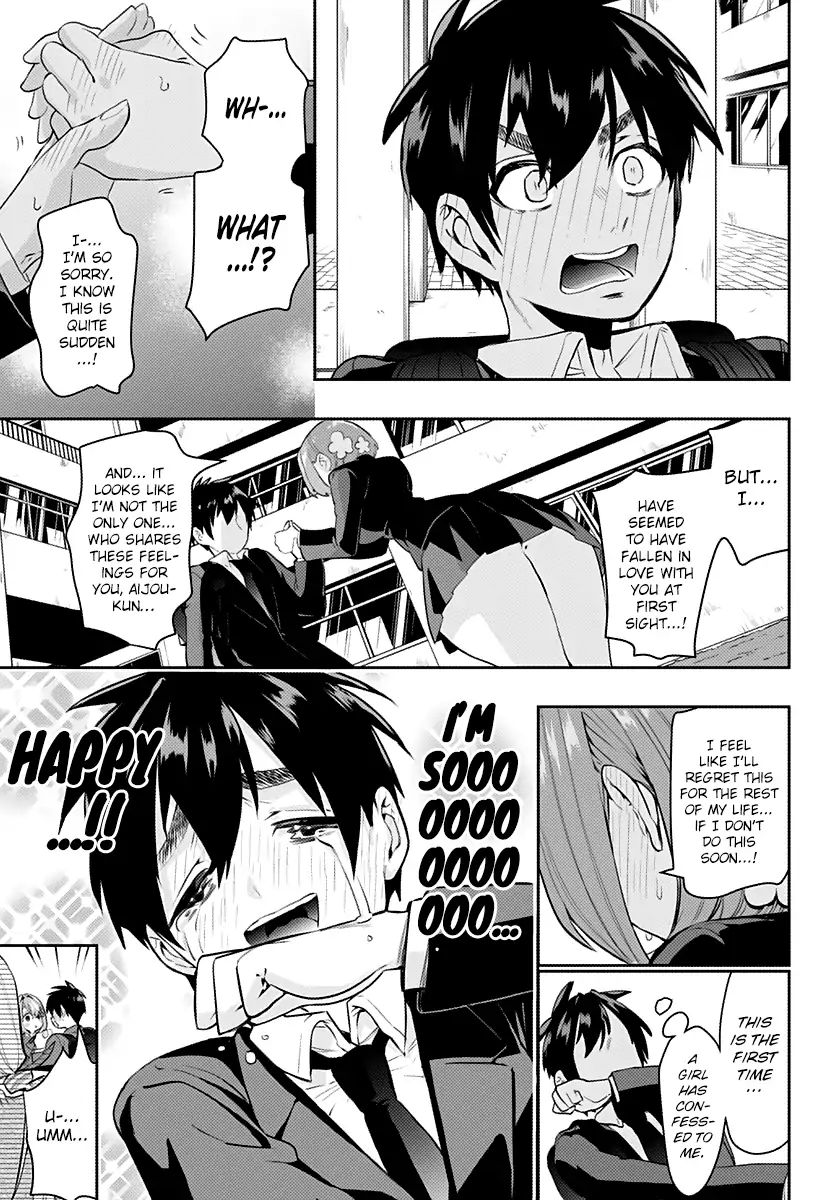 WH-...
WHAT
....!?
I-...
I'M SO
SORRY.
I KNOW
THIS IS
QUITE
SUDDEN
...!
BUT...
I...
HAVE
SEEMED
TO HAVE
FALLEN IN
LOVE WITH
YOU AT
FIRST
SIGHT...!
AND... IT
LOOKS LIKE
I'M NOT THE
ONLY ONE...
WHO SHARES
THESE FEEL-
INGS FOR
YOU, AIJOU-
KUN...
I FEEL
LIKE I'LL
REGRET THIS
FOR THE REST
OF MY LIFE...
IF I DON'T
DO THIS
SOON...!
THIS IS
THE FIRST
TIME...
A
GIRL
HAS
CON-
FESS-
ED TO
ME.
I'M
SOOO
OOOO
OOOO
OOO...
HAPPY
....!!
U-...
UMM...